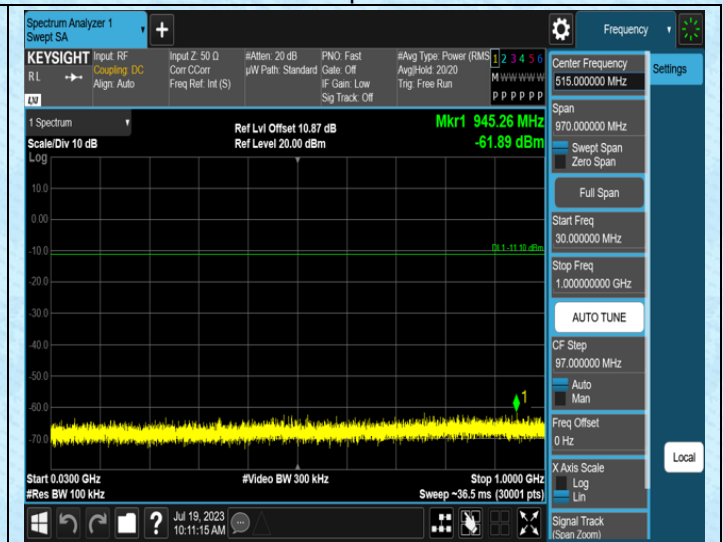 Spectrum Analyzer 1
Swept SA
Frequency
KEYSIGHT
RL
LXI
Input: RF
Coupling: DC
Align: Auto
Input Z: 50 Ω
Corr CCorr
Freq Ref: Int (S)
#Atten: 20 dB
µW Path: Standard
PNO: Fast
Gate: Off
IF Gain: Low
Sig Track: Off
#Avg Type: Power (RMS
Avg|Hold: 20/20
Trig: Free Run
1 2 3 4 5 6
M W W W W W
P P P P P P
Center Frequency
515.000000 MHz
Settings
Span
970.000000 MHz
Swept Span
Zero Span
Full Span
Start Freq
30.000000 MHz
Stop Freq
1.000000000 GHz
AUTO TUNE
CF Step
97.000000 MHz
Auto
Man
Freq Offset
0 Hz
X Axis Scale
Log
Lin
Signal Track
(Span Zoom)
Local
1 Spectrum
Scale/Div 10 dB
Log
Ref Lvl Offset 10.87 dB
Ref Level 20.00 dBm
Mkr1 945.26 MHz
-61.89 dBm
10.0
0.00
-10.0
DL1 -11.10 dBm
-20.0
-30.0
-40.0
-50.0
-60.0
1
-70.0
Start 0.0300 GHz
#Res BW 100 kHz
#Video BW 300 kHz
Stop 1.0000 GHz
Sweep ~36.5 ms (30001 pts)
?
Jul 19, 2023
10:11:15 AM